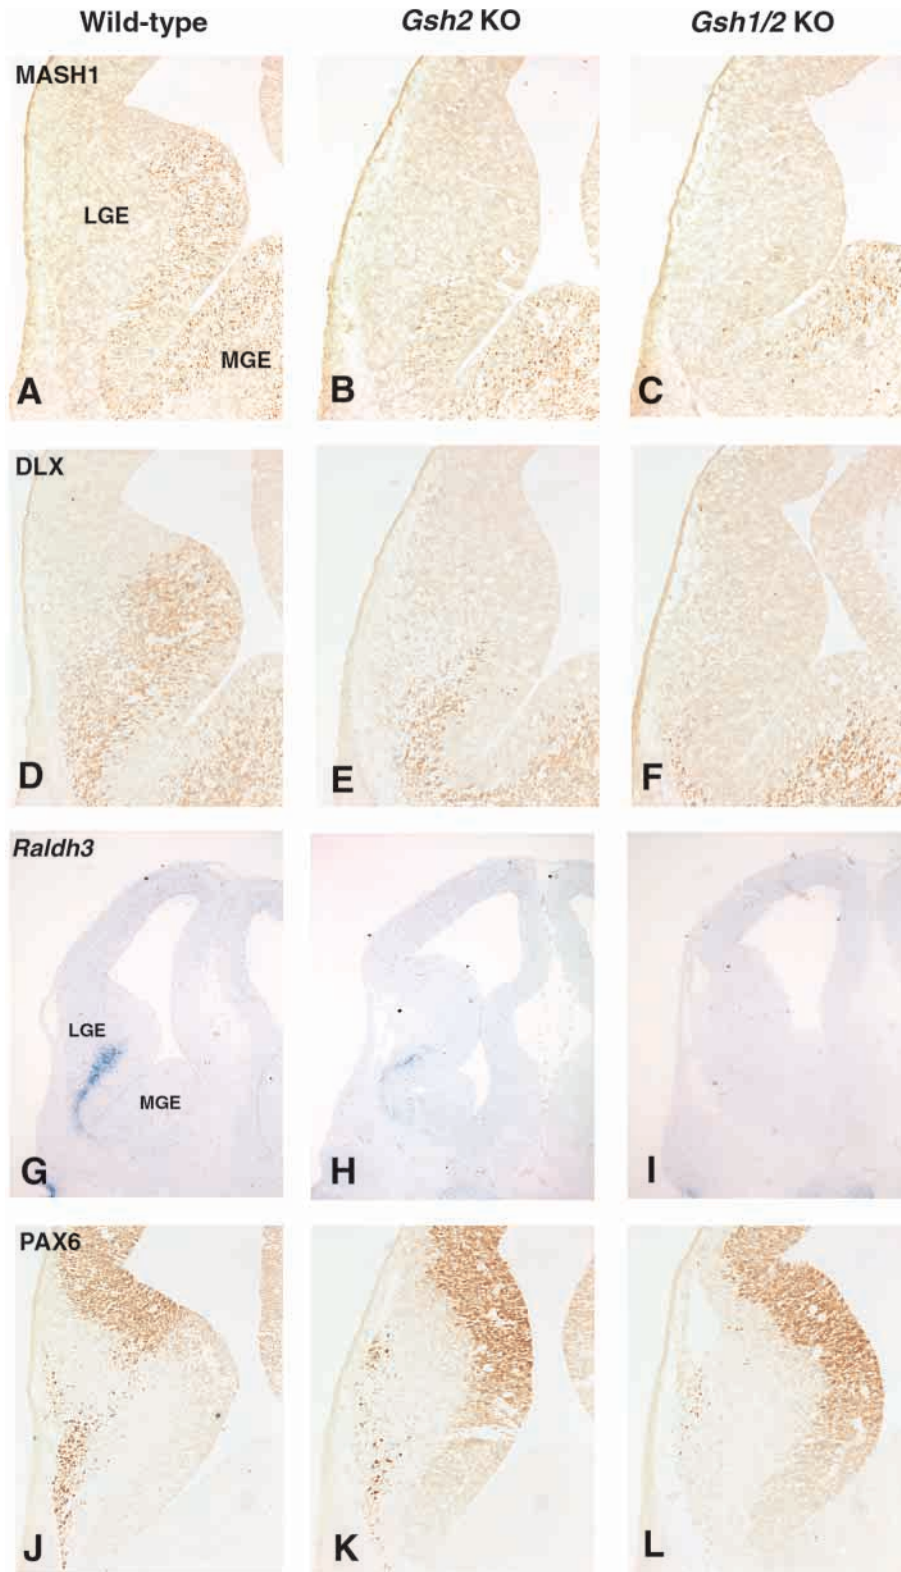 Wild-type Gsh2 KO Gsh1/2 KO
MASH1
LGE
MGE
A B C
DLX
D E F
Raldh3
LGE
MGE
G H I
PAX6
J K L